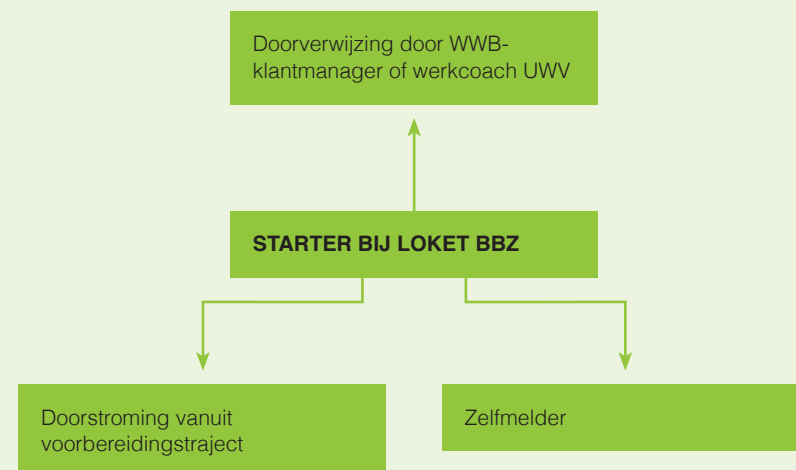 Doorverwijzing door WWB-
klantmanager of werkcoach UWV
STARTER BIJ LOKET BBZ
Doorstroming vanuit
voorbereidingstraject
Zelfmelder